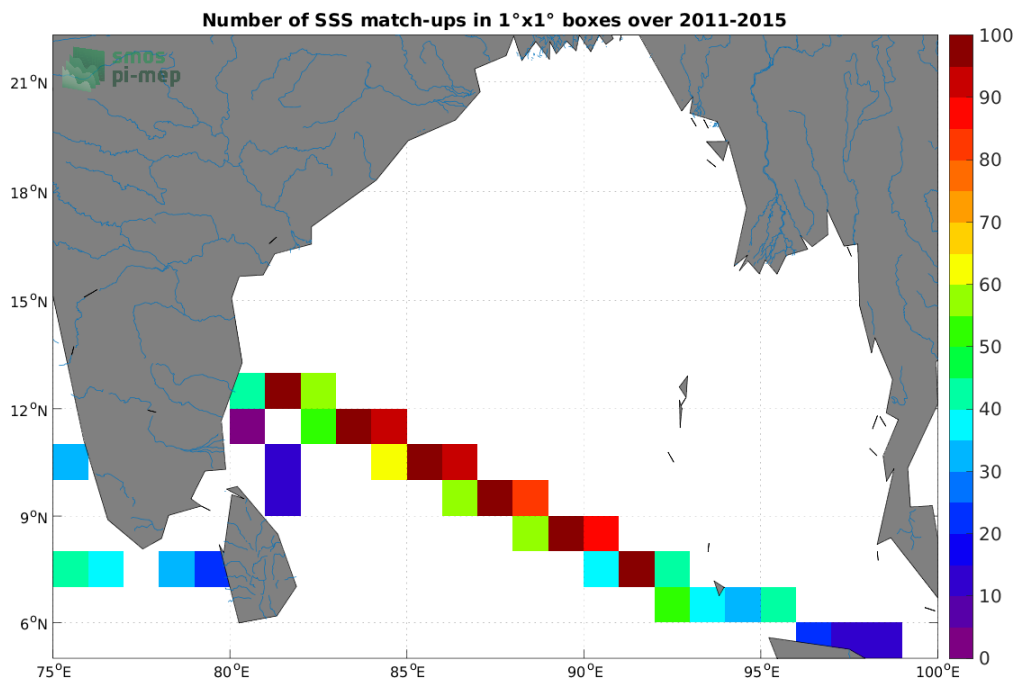 Number of SSS match-ups in 1°x1° boxes over 2011-2015
smos
pi-mep
21°N
18°N
15°N
12°N
9°N
6°N
75°E
80°E
85°E
90°E
95°E
100°E
100
90
80
70
60
50
40
30
20
10
0